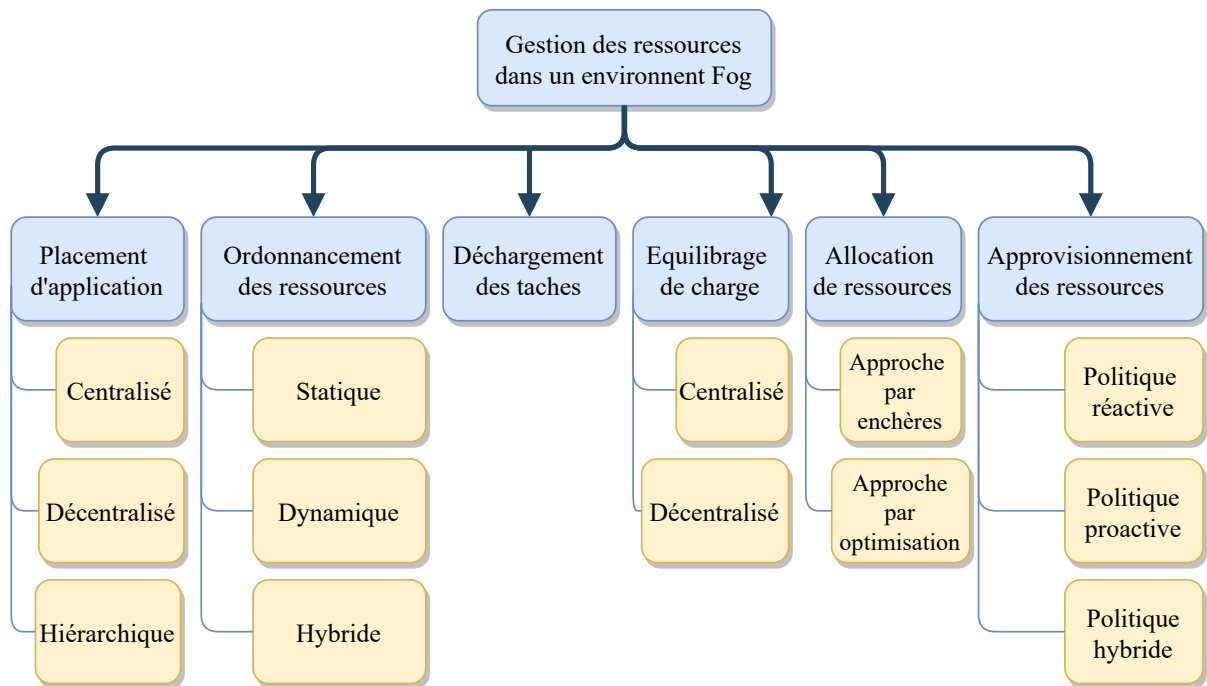 Gestion des ressources
dans un environnent Fog
Placement
d'application
Ordonnancement
des ressources
Déchargement
des taches
Equilibrage
de charge
Allocation
de ressources
Approvisionnement
des ressources
Centralisé
Décentralisé
Hiérarchique
Statique
Dynamique
Hybride
Centralisé
Décentralisé
Approche
par
enchères
Approche
par
optimisation
Politique
réactive
Politique
proactive
Politique
hybride